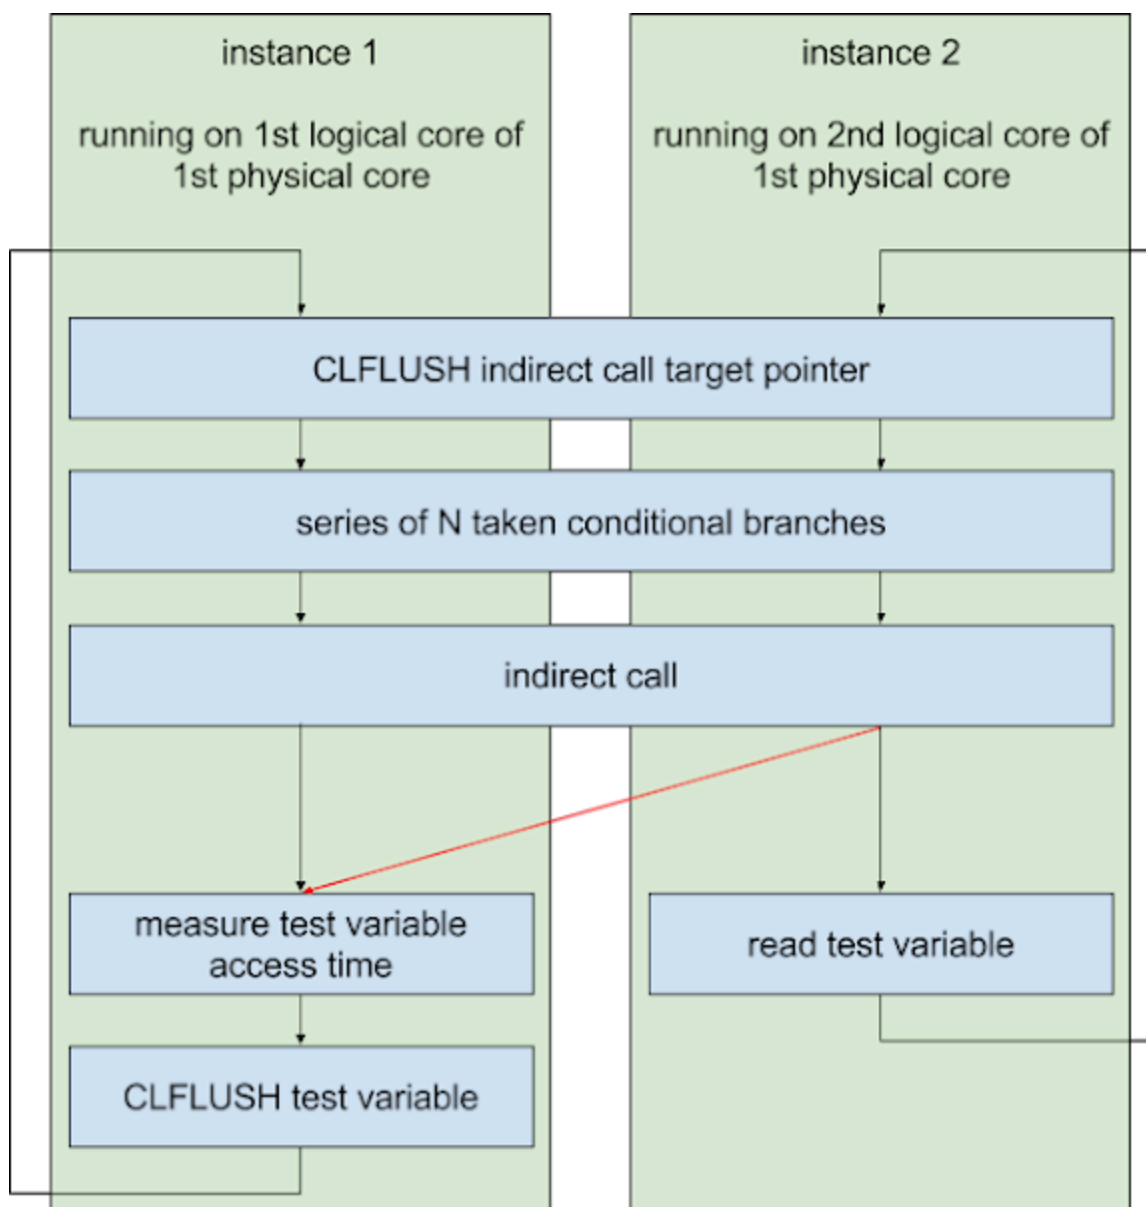 instance 1
running on 1st logical core of
1st physical core
instance 2
running on 2nd logical core of
1st physical core
CLFLUSH indirect call target pointer
series of N taken conditional branches
indirect call
measure test variable
access time
read test variable
CLFLUSH test variable